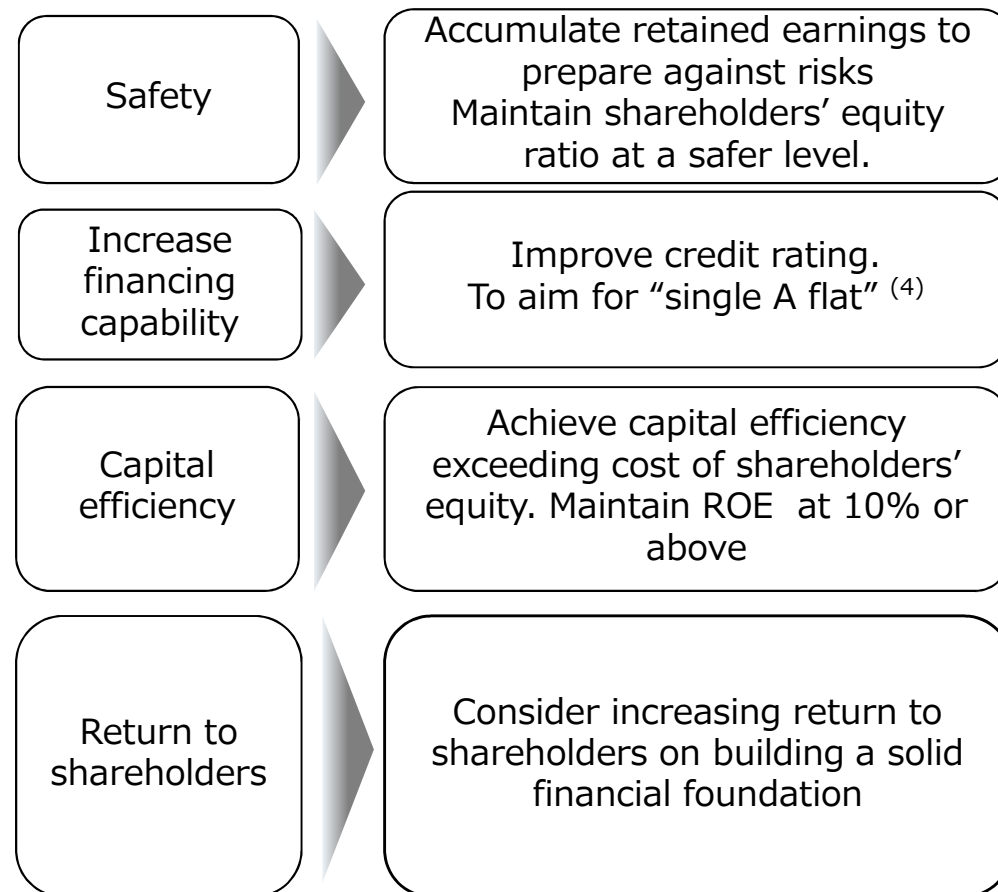 Safety
Accumulate retained earnings to
prepare against risks
Maintain shareholders’ equity
ratio at a safer level.
Increase
financing
capability
Improve credit rating.
To aim for “single A flat” (4)
Capital
efficiency
Achieve capital efficiency
exceeding cost of shareholders’
equity. Maintain ROE  at 10% or
above
Return to
shareholders
Consider increasing return to
shareholders on building a solid
financial foundation